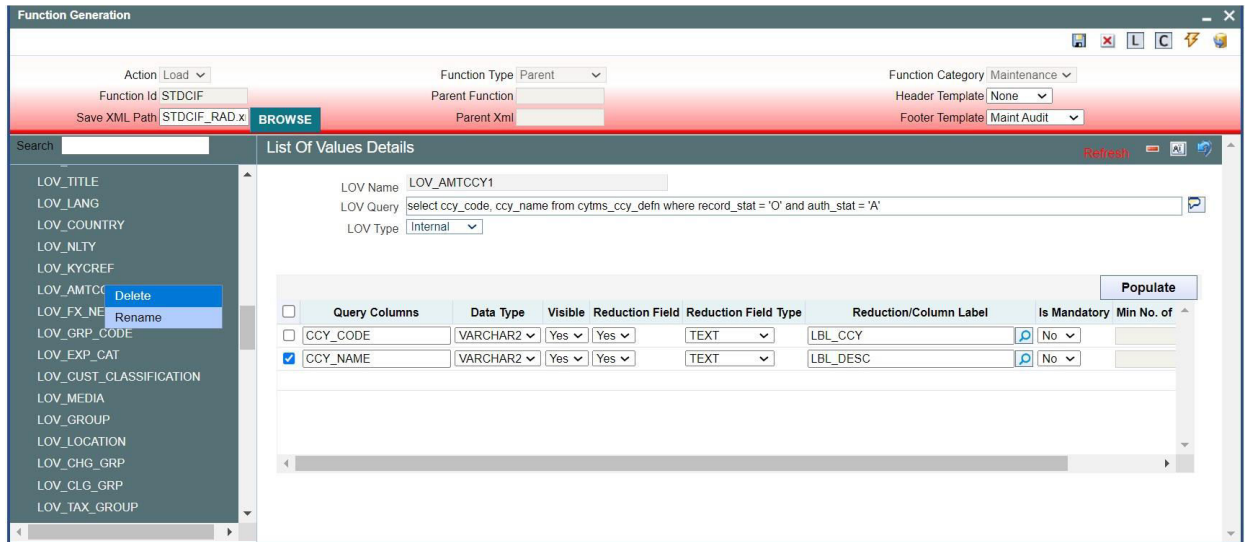 Function Generation
L C
Action Load Function Type Parent Function Category Maintenance
Function Id STDCIF Parent Function Header Template None
Save XML Path STDCIF_RAD.x BROWSE Parent Xml Footer Template Maint Audit
Search List Of Values Details Refresh
LOV_TITLE
LOV_LANG
LOV_COUNTRY
LOV_NLTY
LOV_KYCREF
LOV_AMTCC
LOV_FX_NE
LOV_GRP_CODE
LOV_EXP_CAT
LOV_CUST_CLASSIFICATION
LOV_MEDIA
LOV_GROUP
LOV_LOCATION
LOV_CHG_GRP
LOV_CLG_GRP
LOV_TAX_GROUP
Delete
Rename
LOV Name LOV_AMTCCY1
LOV Query select ccy_code, ccy_name from cytms_ccy_defn where record_stat = 'O' and auth_stat = 'A'
LOV Type Internal
Populate
Query Columns Data Type Visible Reduction Field Reduction Field Type Reduction/Column Label Is Mandatory Min No. of
CCY_CODE VARCHAR2 Yes Yes TEXT LBL_CCY No
CCY_NAME VARCHAR2 Yes Yes TEXT LBL_DESC No